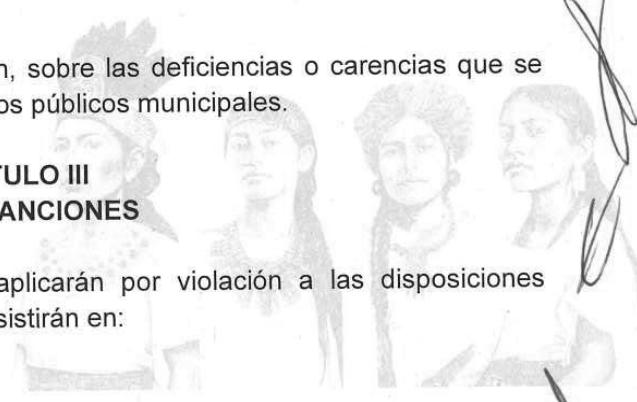 n, sobre las deficiencias o carencias que se
os públicos municipales.
TULO III
ANCIONES
aplicarán por violación a las disposiciones
sistirán en: